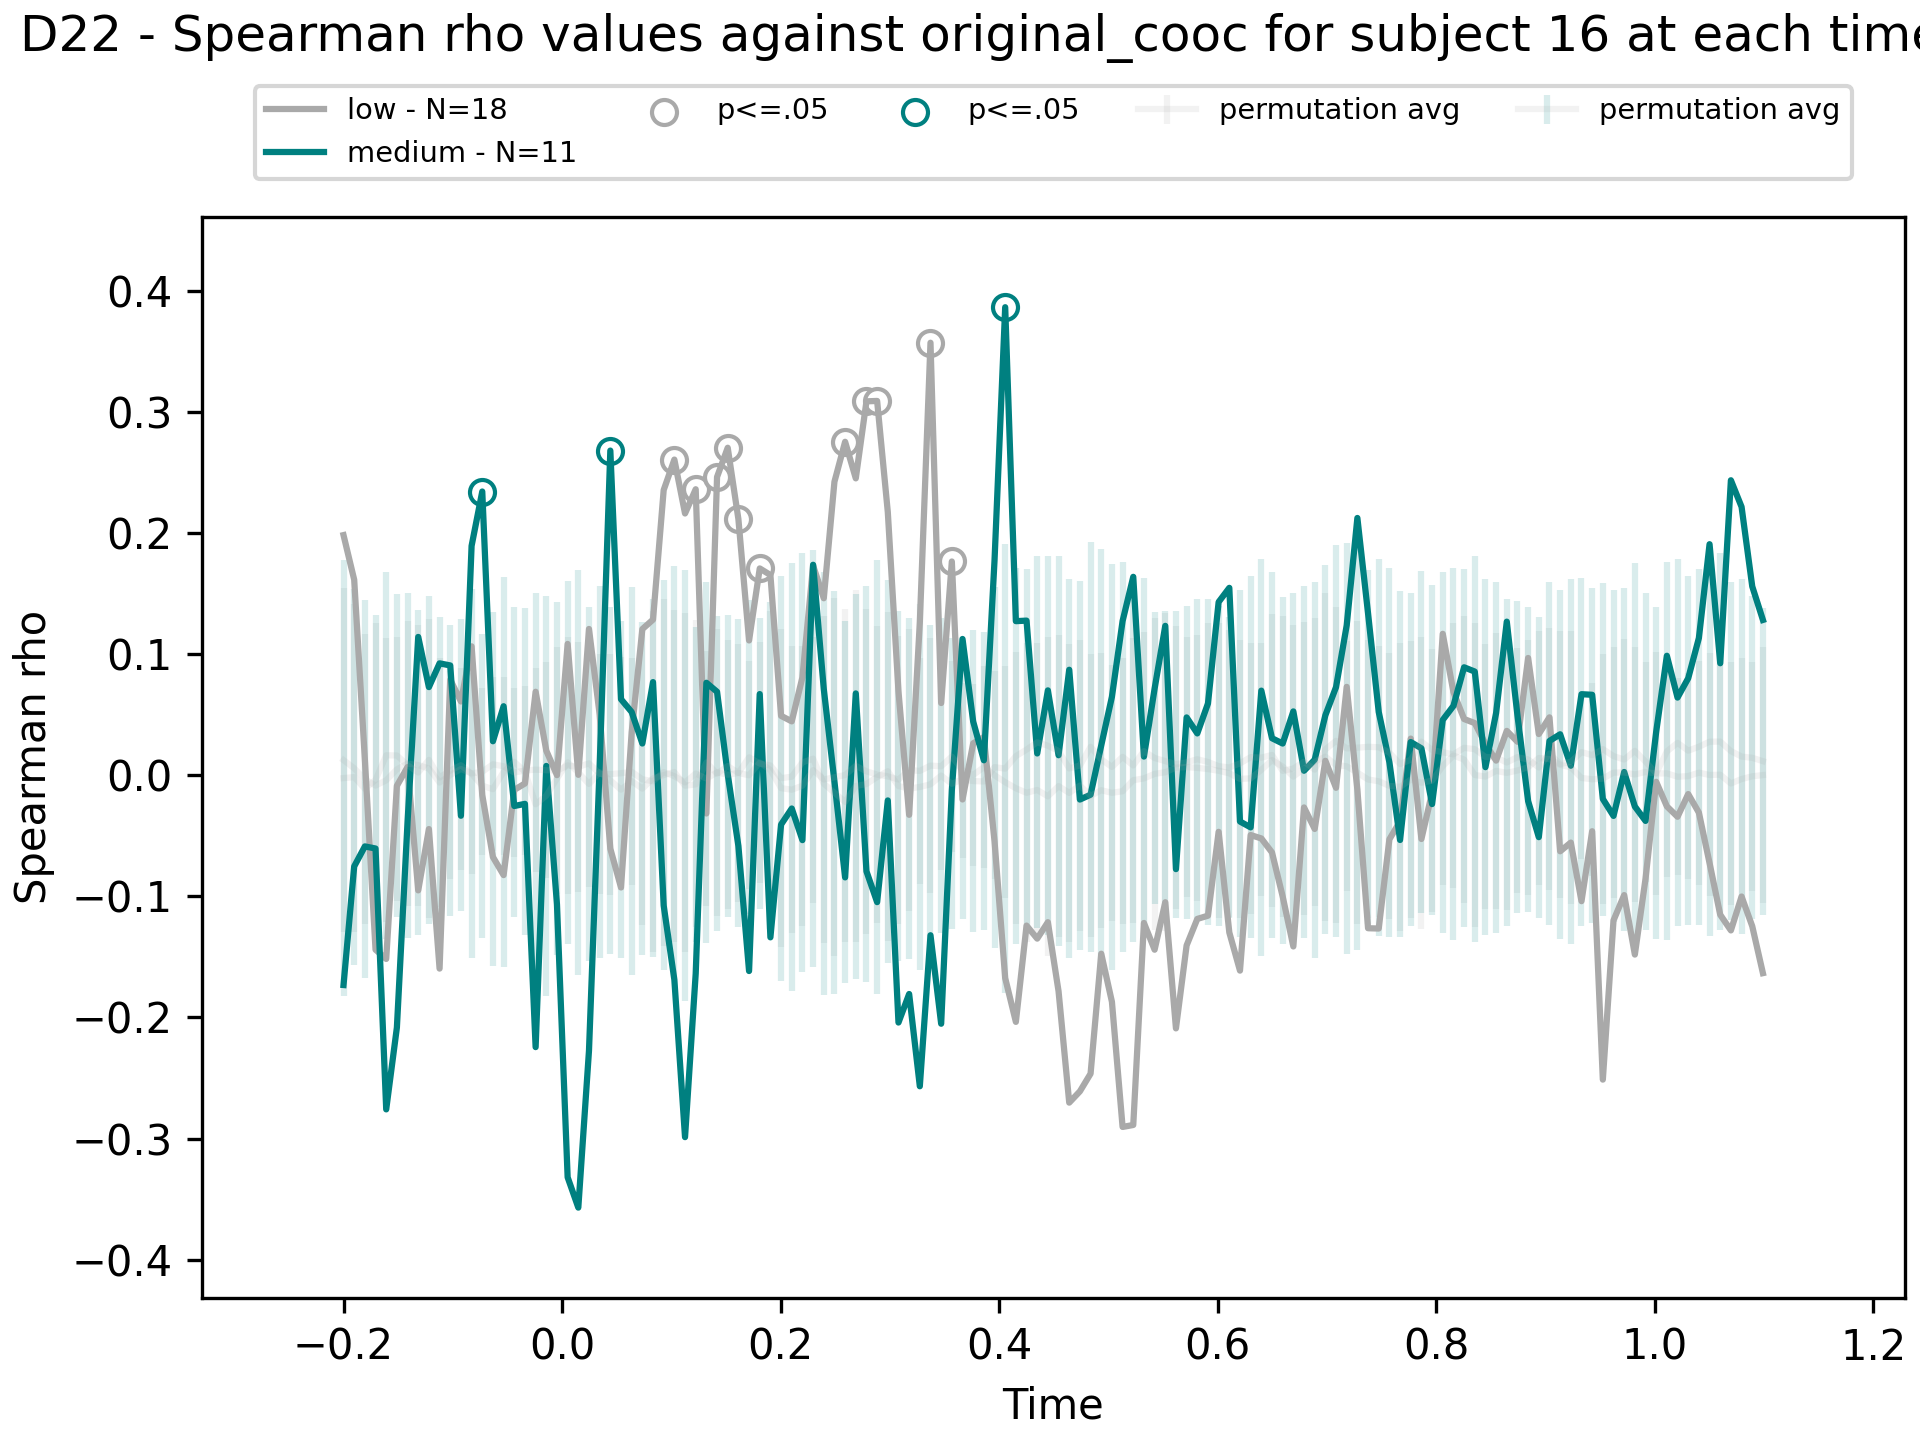 D22 - Spearman rho values against original_cooc for subject 16 at each time
low - N=18 p<=.05 p<=.05 permutation avg permutation avg
medium - N=11
0.4
0.3
0.2
0.1
0.0
−0.1
−0.2
−0.3
−0.4
Spearman rho
−0.2 0.0 0.2 0.4 0.6 0.8 1.0 1.2
Time